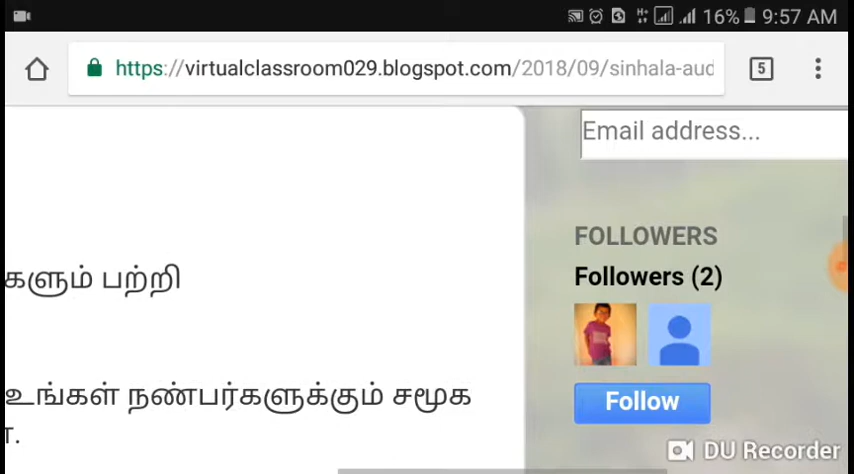 16% 9:57 AM
https://virtualclassroom029.blogspot.com/2018/09/sinhala-aud
5
Email address...
FOLLOWERS
Followers (2)
களும் பற்றி
உங்கள் நண்பர்களுக்கும் சமூக
Follow
DU Recorder